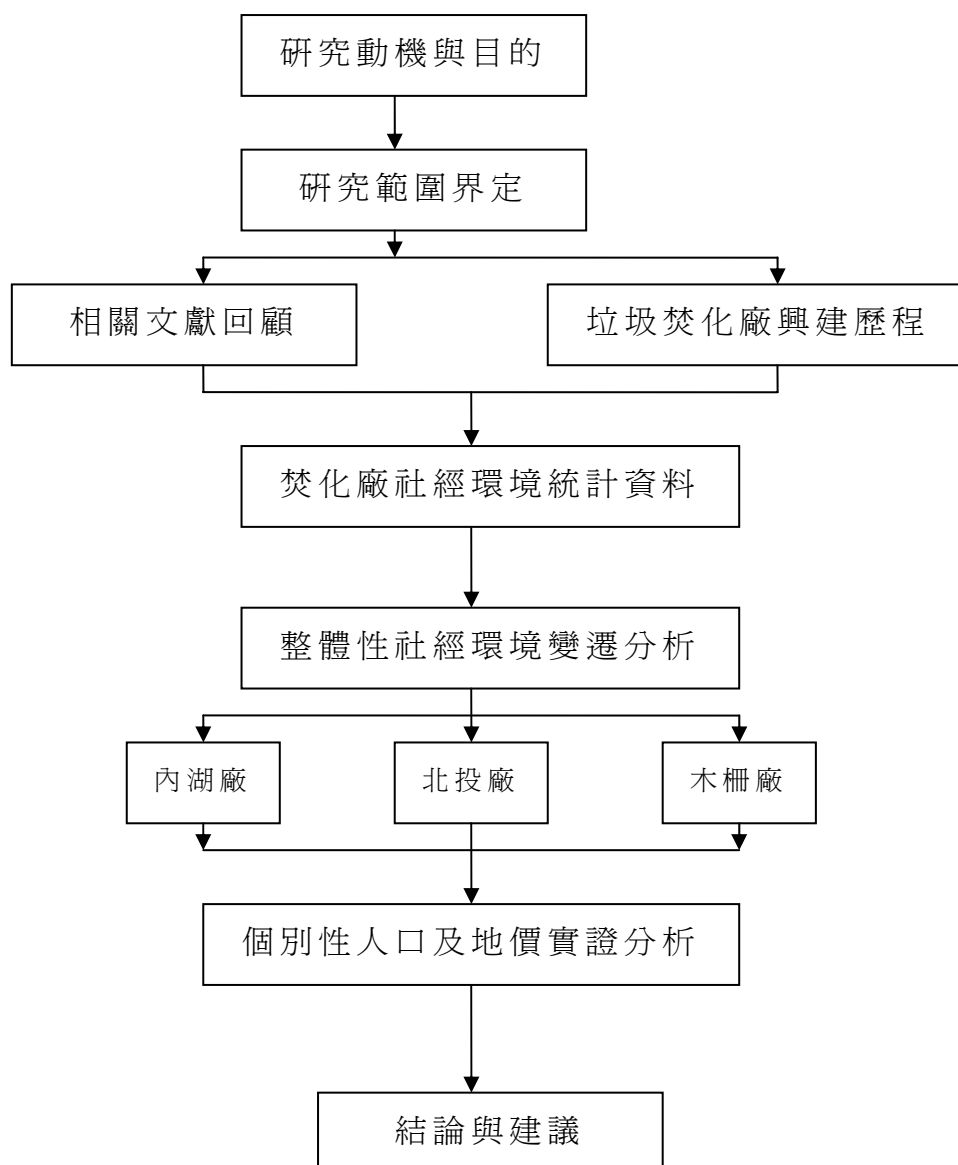 研究動機與目的
研究範圍界定
相關文獻回顧
垃圾焚化廠興建歷程
焚化廠社經環境統計資料
整體性社經環境變遷分析
內湖廠
北投廠
木柵廠
個別性人口及地價實證分析
結論與建議